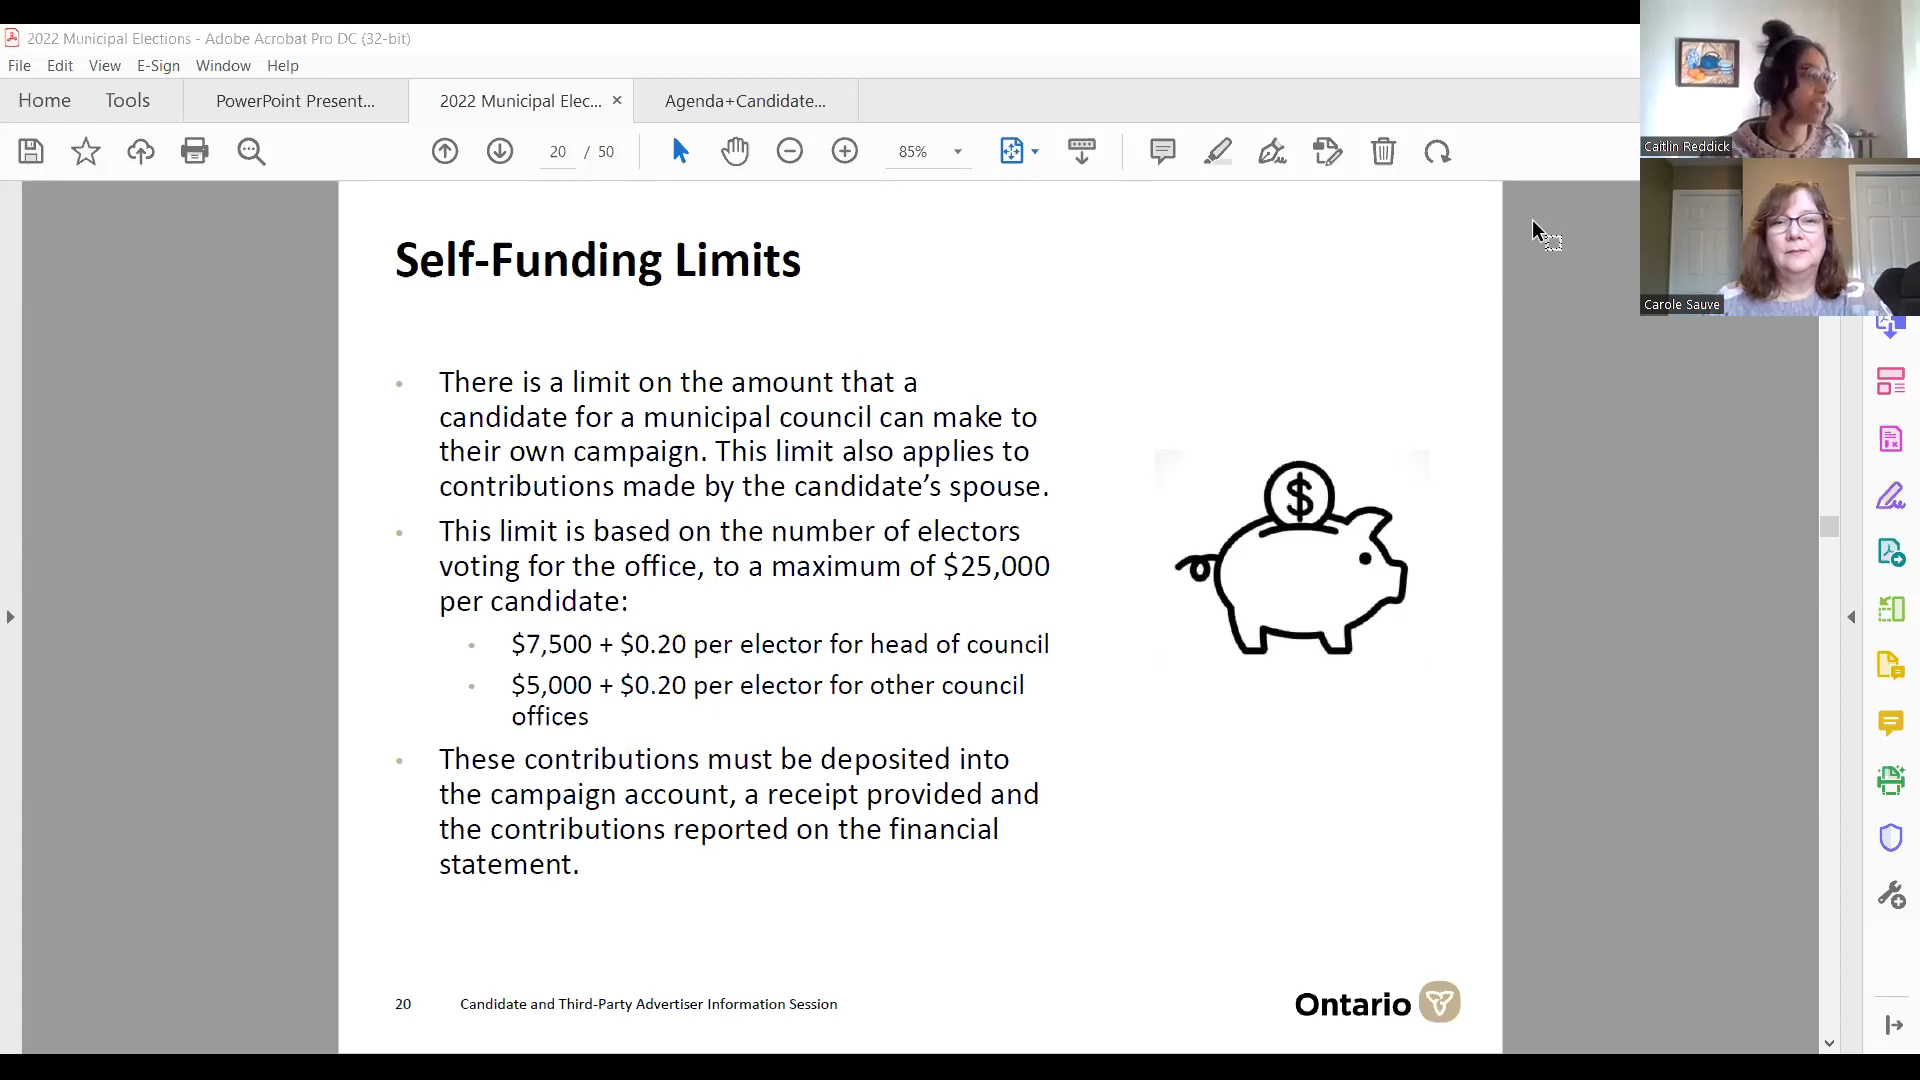 2022 Municipal Elections - Adobe Acrobat Pro DC (32-bit)
File Edit View E-Sign Window Help
Home Tools PowerPoint Present... 2022 Municipal Elec... × Agenda+Candidate...
20 / 50 85%
Caitlin Reddick
Carole Sauve
Self-Funding Limits
• There is a limit on the amount that a
candidate for a municipal council can make to
their own campaign. This limit also applies to
contributions made by the candidate’s spouse.
• This limit is based on the number of electors
voting for the office, to a maximum of $25,000
per candidate:
• $7,500 + $0.20 per elector for head of council
• $5,000 + $0.20 per elector for other council
offices
• These contributions must be deposited into
the campaign account, a receipt provided and
the contributions reported on the financial
statement.
$
20 Candidate and Third-Party Advertiser Information Session
Ontario